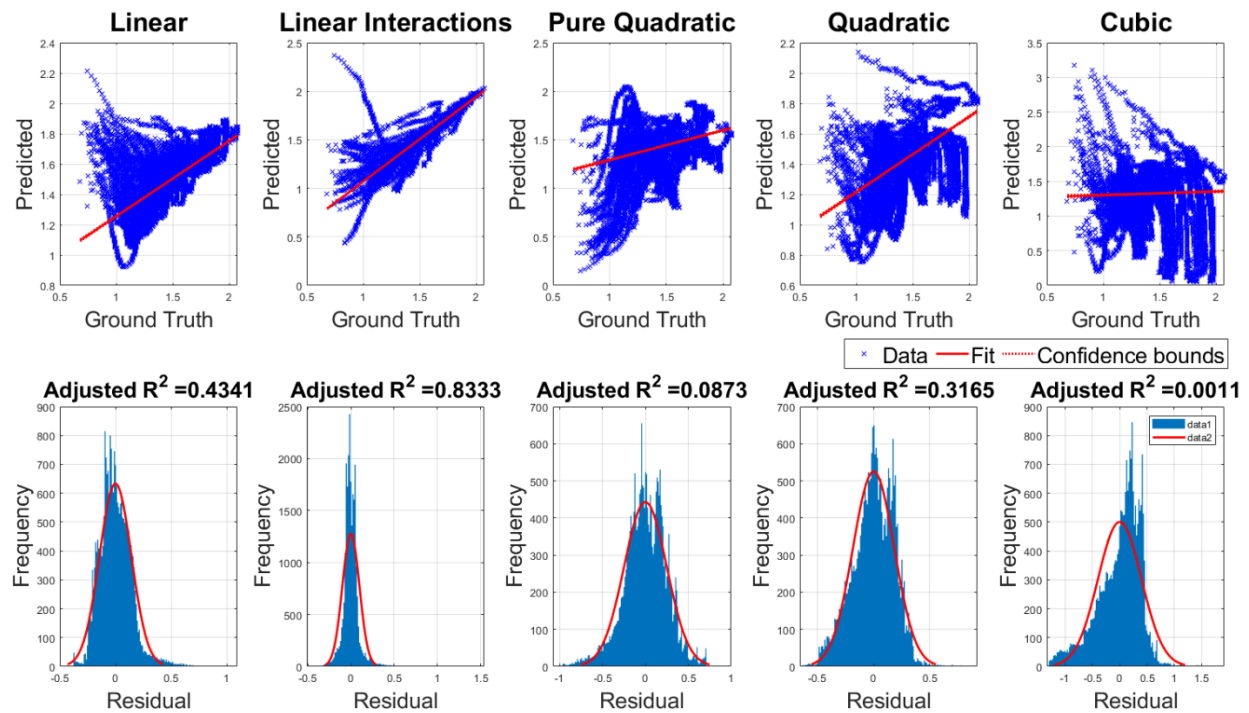 Linear
Linear Interactions
Pure Quadratic
Quadratic
Cubic
2.4
2.2
2
1.8
1.6
1.4
1.2
1
0.8
0.6
Predicted
0.5 1 1.5 2
Ground Truth
2.5
2
1.5
1
0.5
0
Predicted
0.5 1 1.5 2
Ground Truth
2.5
2
1.5
1
0.5
0
Predicted
0.5 1 1.5 2
Ground Truth
2.2
2
1.8
1.6
1.4
1.2
1
0.8
0.6
Predicted
0.5 1 1.5 2
Ground Truth
3.5
3
2.5
2
1.5
1
0.5
0
Predicted
0.5 1 1.5 2
Ground Truth
Data Fit Confidence bounds
Adjusted R² =0.4341
900
800
700
600
500
400
300
200
100
0
Frequency
-0.5 0 0.5 1
Residual
Adjusted R² =0.8333
2500
2000
1500
1000
500
0
Frequency
-0.5 0 0.5 1 1.5
Residual
Adjusted R² =0.0873
700
600
500
400
300
200
100
0
Frequency
-1 -0.5 0 0.5 1
Residual
Adjusted R² =0.3165
700
600
500
400
300
200
100
0
Frequency
-0.5 0 0.5
Residual
Adjusted R² =0.0011
900
800
700
600
500
400
300
200
100
0
Frequency
data1
data2
-1 -0.5 0 0.5 1 1.5
Residual